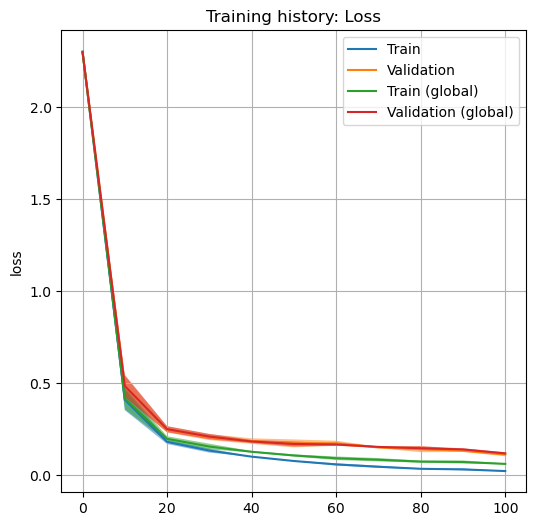 Training history: Loss
Train
Validation
Train (global)
Validation (global)
loss
2.0
1.5
1.0
0.5
0.0
0 20 40 60 80 100